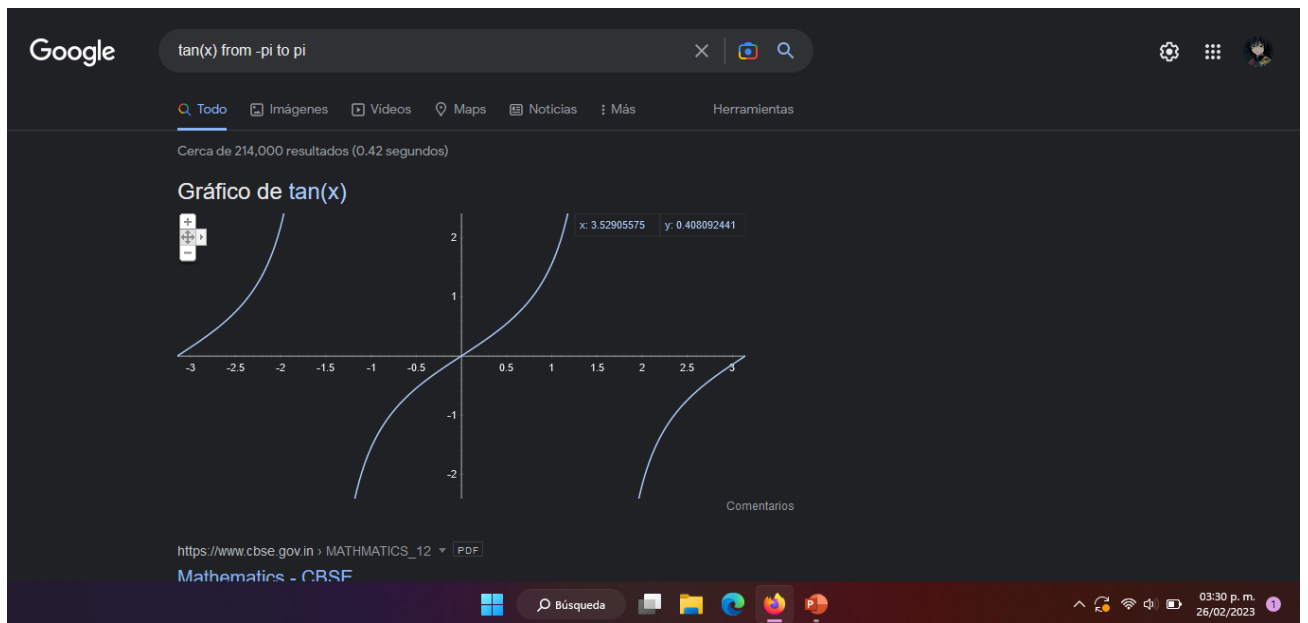 Google
tan(x) from -pi to pi
Todo Imágenes Vídeos Maps Noticias Más Herramientas
Cerca de 214,000 resultados (0.42 segundos)
Gráfico de tan(x)
x: 3.52905575 y: 0.408092441
2
1
-3 -2.5 -2 -1.5 -1 -0.5 0.5 1 1.5 2 2.5 3
-1
-2
Comentarios
https://www.cbse.gov.in › MATHMATICS_12 PDF
Mathematics - CBSE
Búsqueda
03:30 p. m.
26/02/2023
1